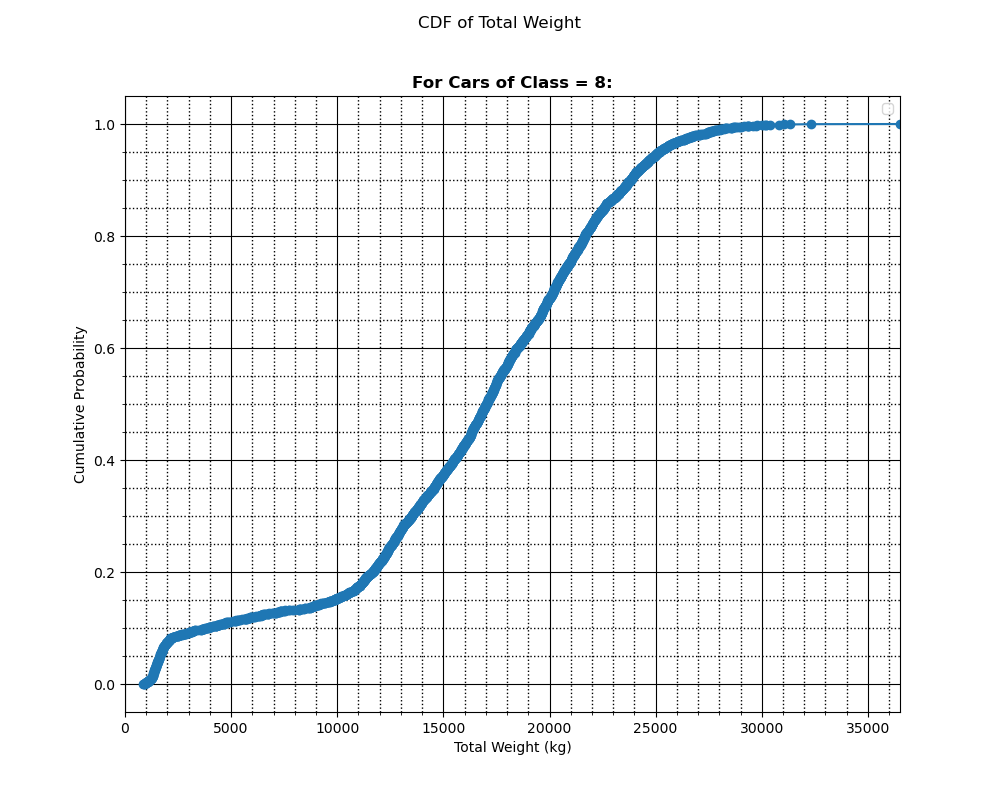 CDF of Total Weight
For Cars of Class = 8:
1.0
0.8
0.6
0.4
0.2
0.0
Cumulative Probability
0 5000 10000 15000 20000 25000 30000 35000
Total Weight (kg)